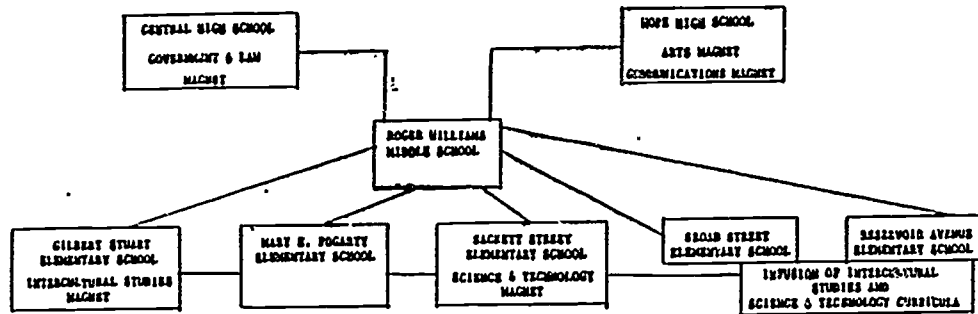 CENTRAL HIGH SCHOOL
GOVERNMENT & LAW
MAGNET
HOPE HIGH SCHOOL
ARTS MAGNET
COMMUNICATIONS MAGNET
ROGER WILLIAMS
MIDDLE SCHOOL
GILBERT STUART
ELEMENTARY SCHOOL
INTERCULTURAL STUDIES
MAGNET
MARY E. FOGARTY
ELEMENTARY SCHOOL
SACKETT STREET
ELEMENTARY SCHOOL
SCIENCE & TECHNOLOGY
MAGNET
BROAD STREET
ELEMENTARY SCHOOL
RESERVOIR AVENUE
ELEMENTARY SCHOOL
INFUSION OF INTERCULTURAL
STUDIES AND
SCIENCE & TECHNOLOGY CURRICULA